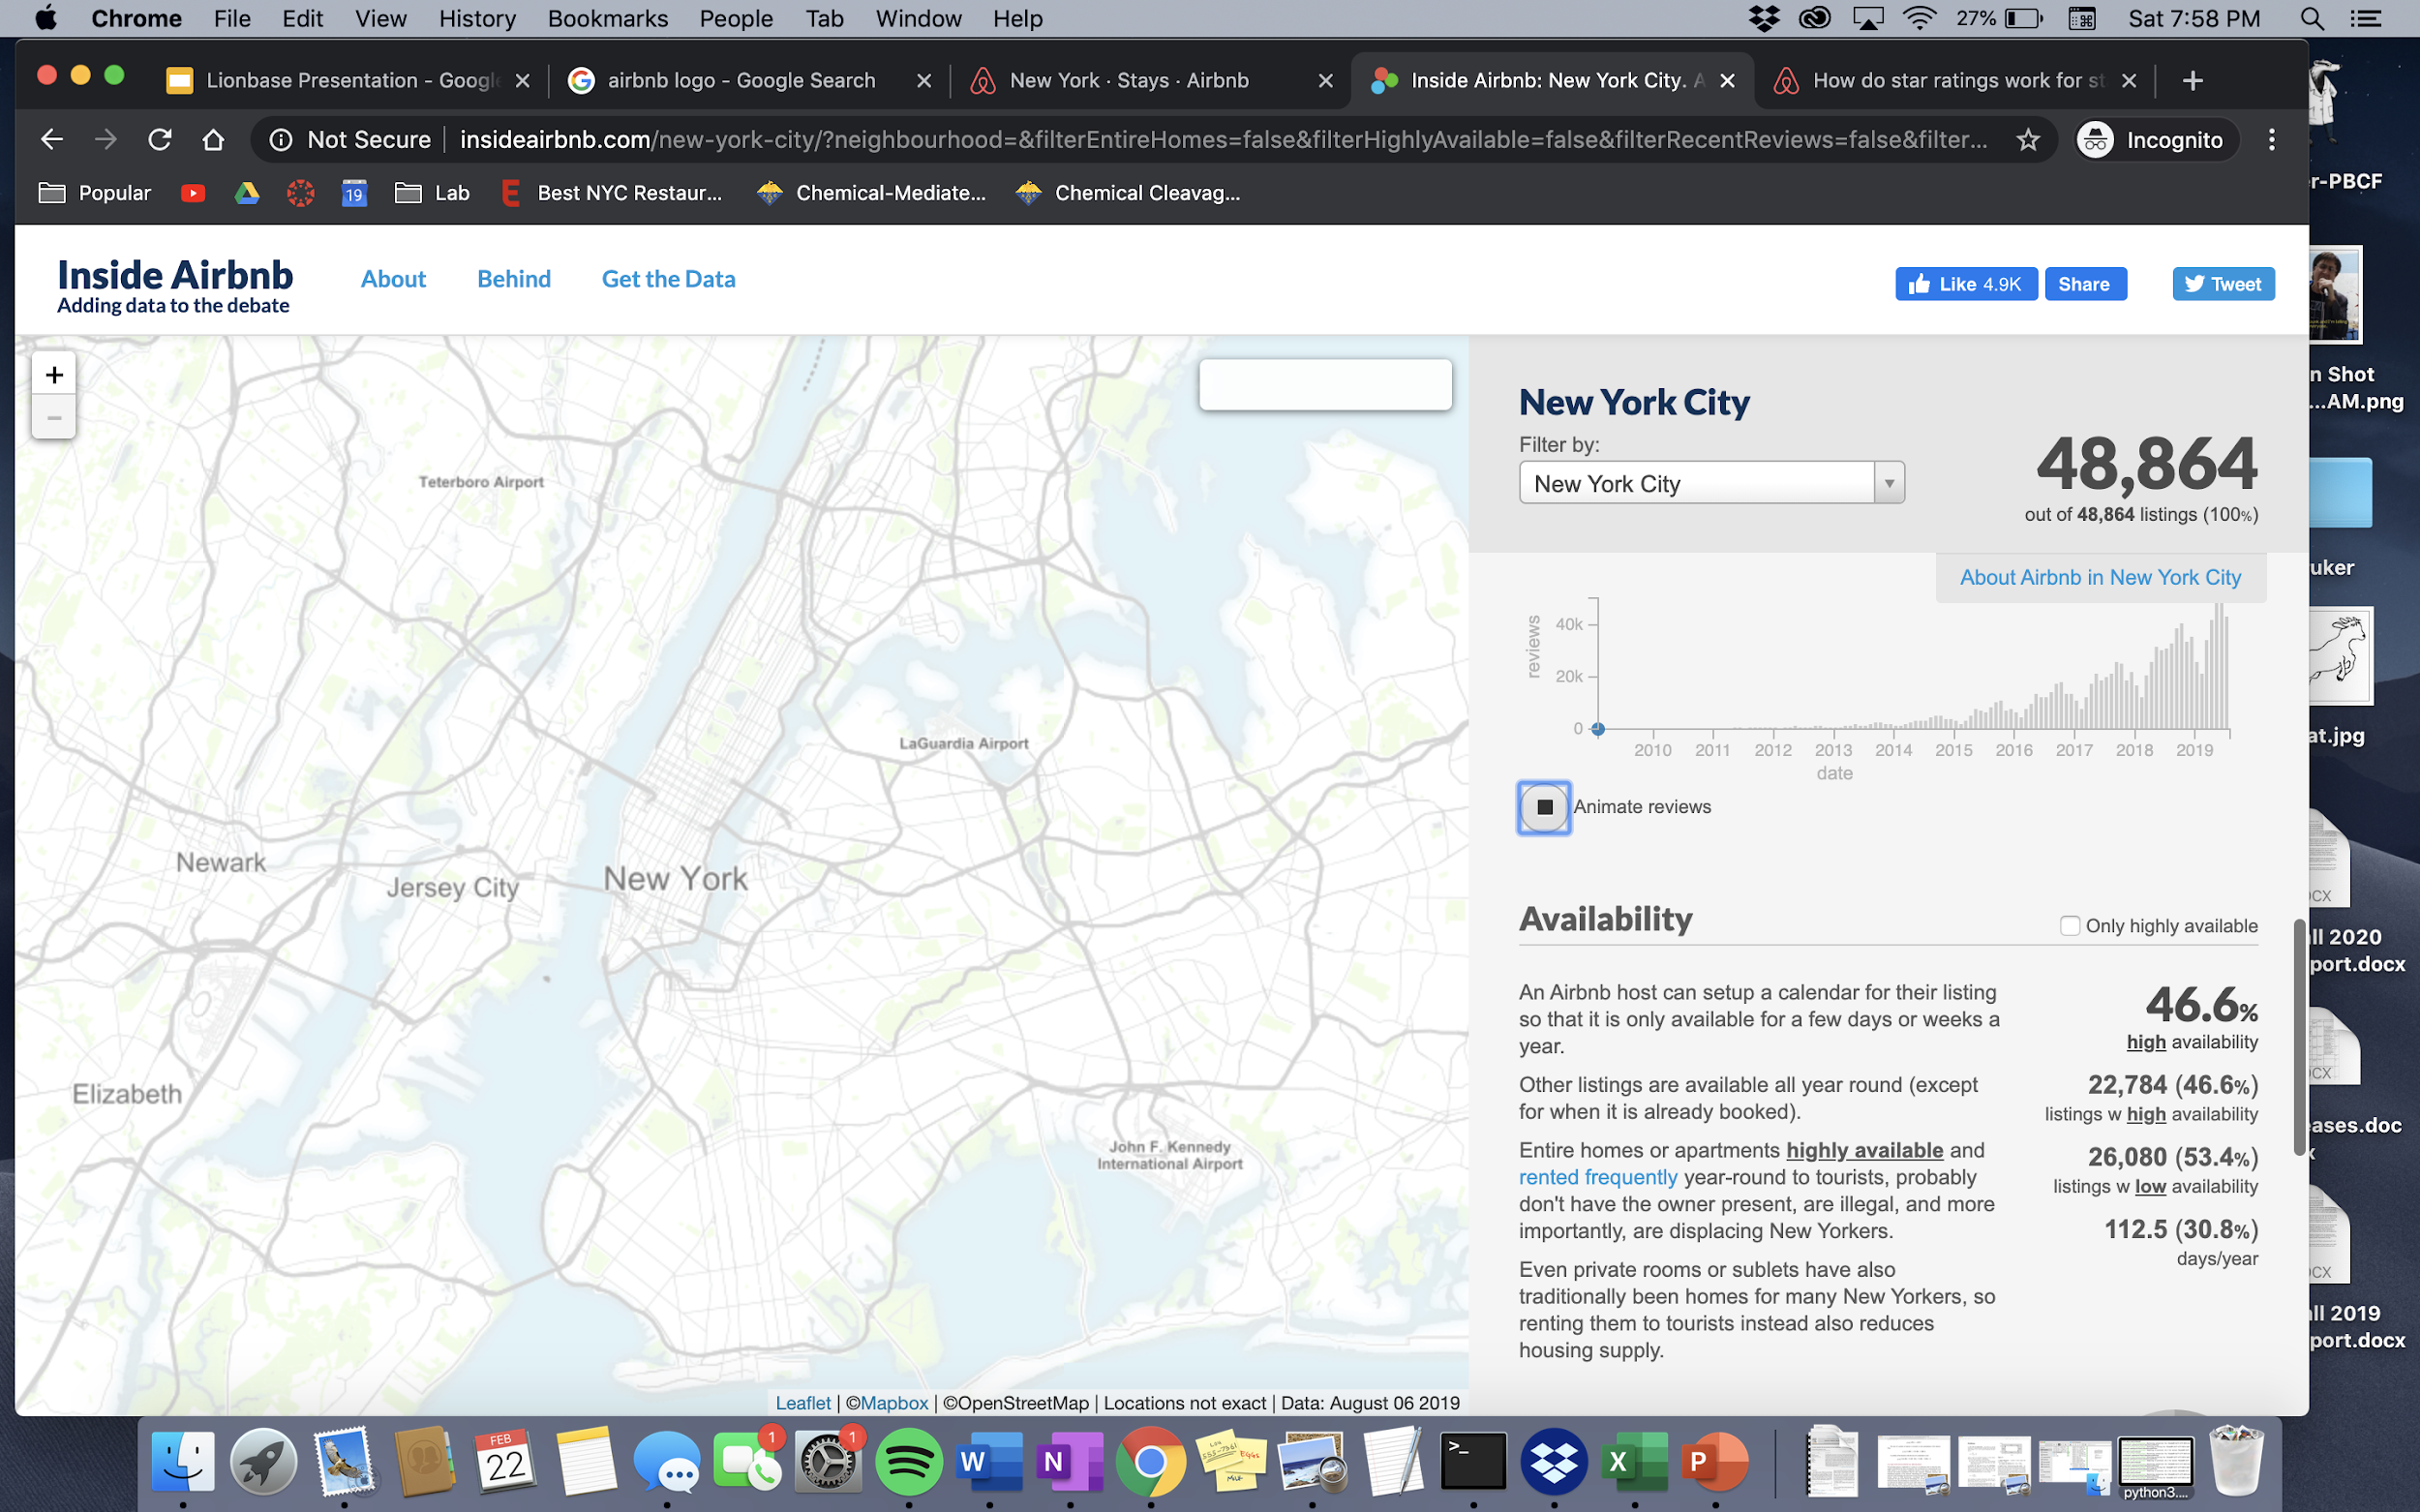 Chrome File Edit View History Bookmarks People Tab Window Help 27% Sat 7:58 PM
Lionbase Presentation - Googl airbnb logo - Google Search New York · Stays · Airbnb Inside Airbnb: New York City. A How do star ratings work for st
Not Secure insideairbnb.com/new-york-city/?neighbourhood=&filterEntireHomes=false&filterHighlyAvailable=false&filterRecentReviews=false&filter... Incognito
Popular 19 Lab Best NYC Restaur... Chemical-Mediate... Chemical Cleavag...
Inside Airbnb
Adding data to the debate
About Behind Get the Data
Like 4.9K Share Tweet
+
−
Teterboro Airport
LaGuardia Airport
Newark
Jersey City
New York
Elizabeth
John F. Kennedy
International Airport
Leaflet | ©Mapbox | ©OpenStreetMap | Locations not exact | Data: August 06 2019
New York City
Filter by:
New York City
48,864
out of 48,864 listings (100%)
About Airbnb in New York City
reviews
40k
20k
0
2010 2011 2012 2013 2014 2015 2016 2017 2018 2019
date
Animate reviews
Availability
Only highly available
An Airbnb host can setup a calendar for their listing
so that it is only available for a few days or weeks a
year.
Other listings are available all year round (except
for when it is already booked).
Entire homes or apartments highly available and
rented frequently year-round to tourists, probably
don't have the owner present, are illegal, and more
importantly, are displacing New Yorkers.
Even private rooms or sublets have also
traditionally been homes for many New Yorkers, so
renting them to tourists instead also reduces
housing supply.
46.6%
high availability
22,784 (46.6%)
listings w high availability
26,080 (53.4%)
listings w low availability
112.5 (30.8%)
days/year
r-PBCF
n Shot
...AM.png
uker
at.jpg
CX
ll 2020
port.docx
CX
eases.doc
x
CX
ll 2019
port.docx
FEB
22
1
1
W
N
X
P
python3....